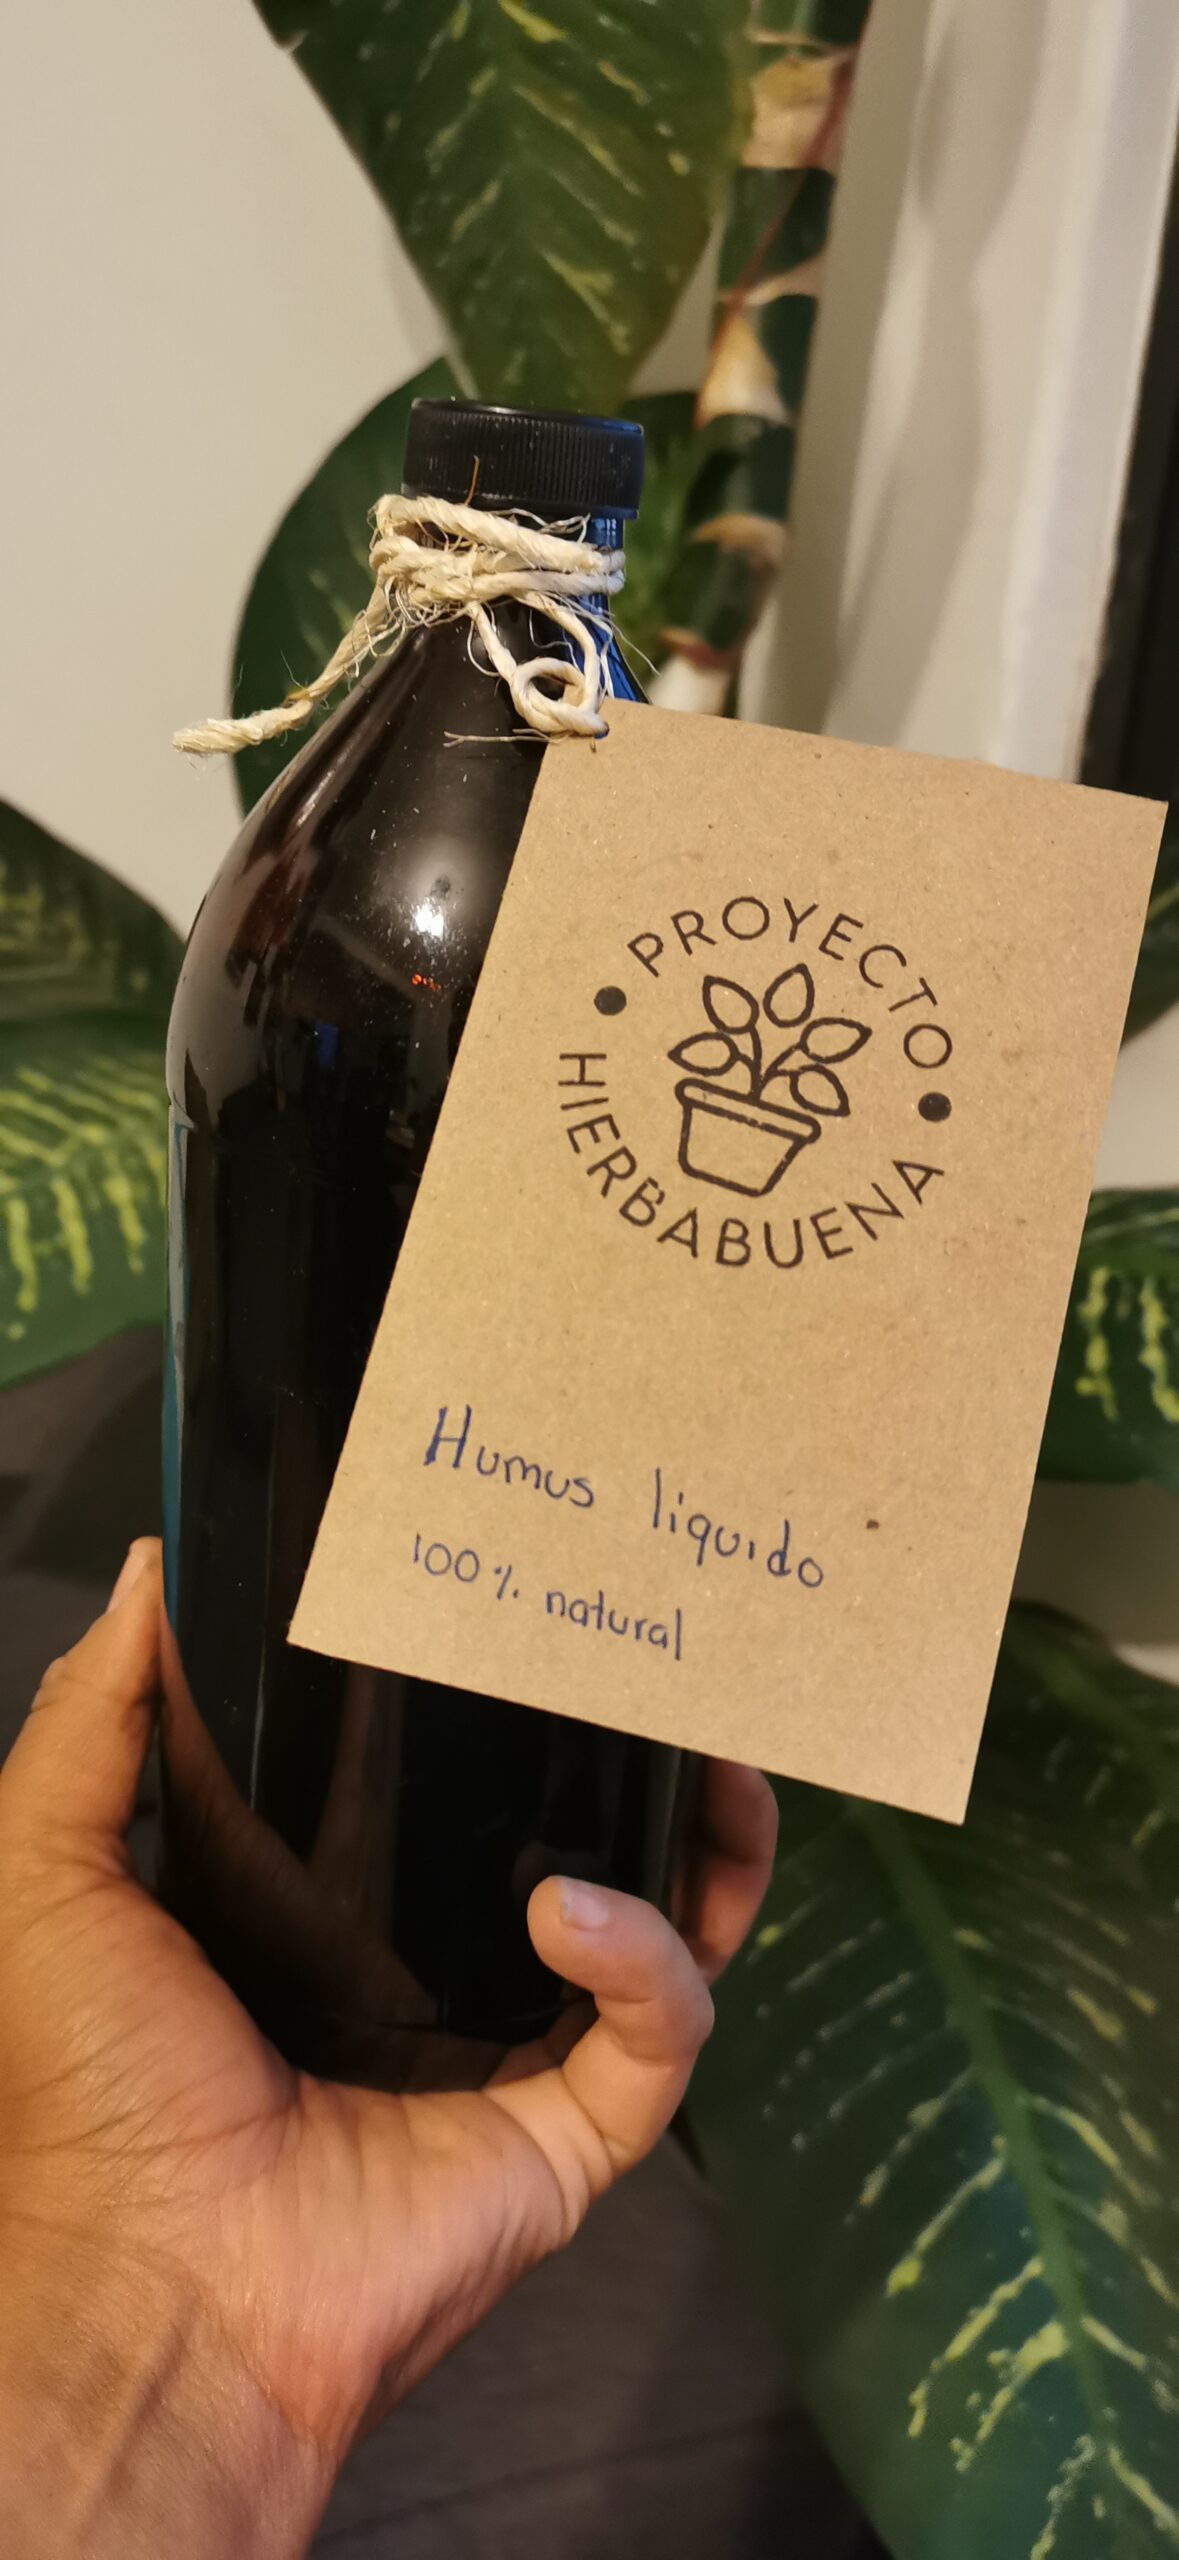 PROYECTO
HIERBABUENA
Humus liquido
100% natural